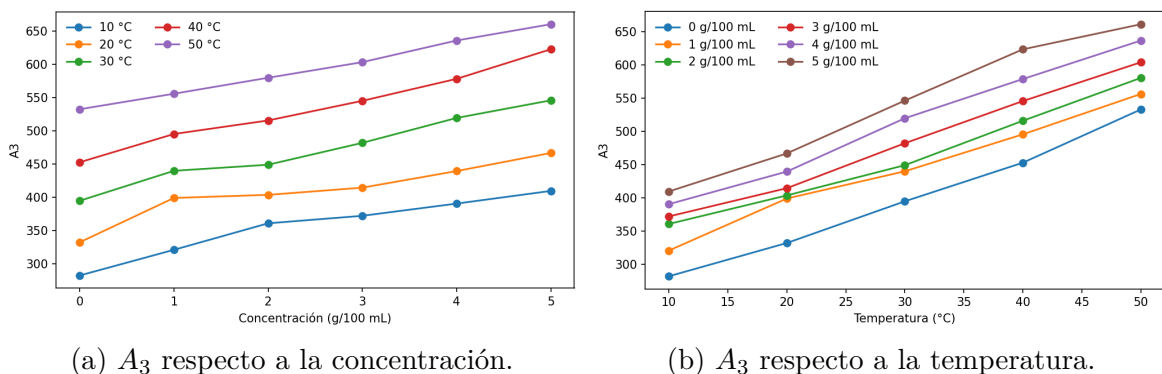 10 °C
20 °C
30 °C
40 °C
50 °C
A3
650
600
550
500
450
400
350
300
0 1 2 3 4 5
Concentración (g/100 mL)
0 g/100 mL
1 g/100 mL
2 g/100 mL
3 g/100 mL
4 g/100 mL
5 g/100 mL
A3
650
600
550
500
450
400
350
300
10 15 20 25 30 35 40 45 50
Temperatura (°C)
(a) A₃ respecto a la concentración.
(b) A₃ respecto a la temperatura.